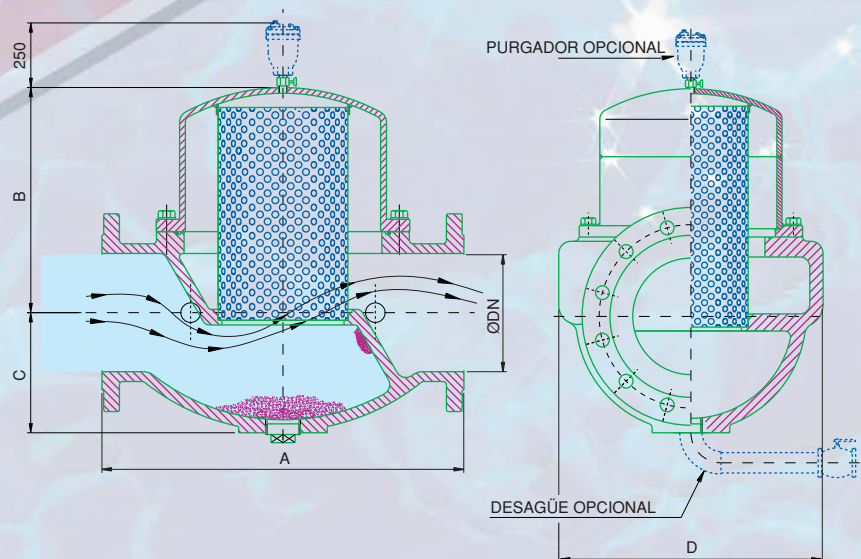 250
PURGADOR OPCIONAL
B
C
ØDN
A
DESAGÜE OPCIONAL
D